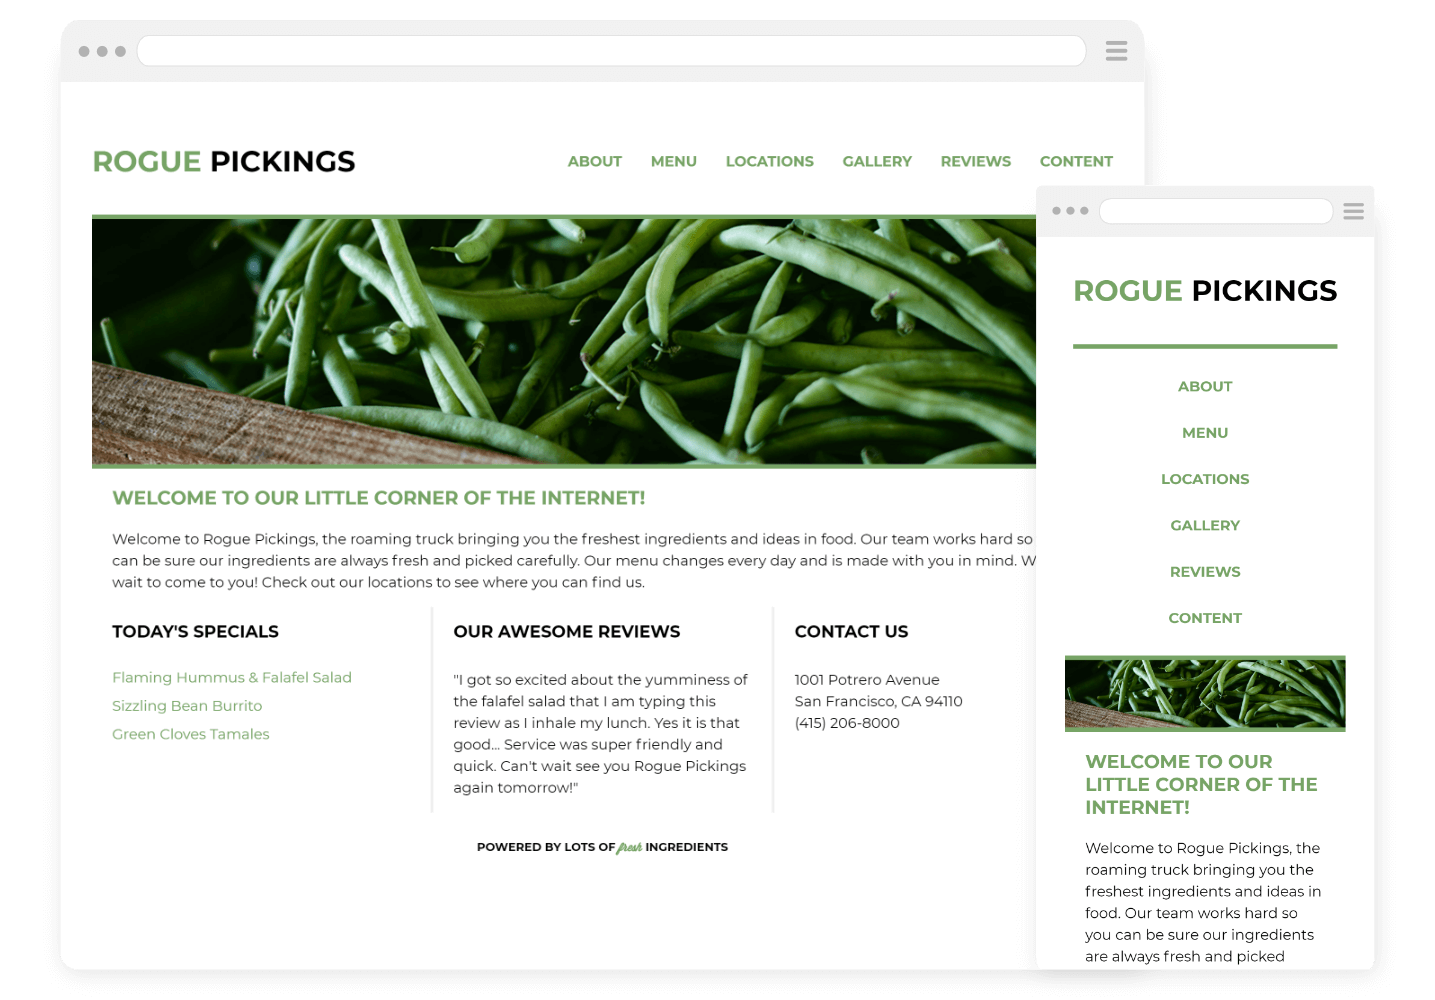 ROGUE PICKINGS
ABOUT MENU LOCATIONS GALLERY REVIEWS CONTENT
WELCOME TO OUR LITTLE CORNER OF THE INTERNET!
Welcome to Rogue Pickings, the roaming truck bringing you the freshest ingredients and ideas in food. Our team works hard so
can be sure our ingredients are always fresh and picked carefully. Our menu changes every day and is made with you in mind. W
wait to come to you! Check out our locations to see where you can find us.
TODAY'S SPECIALS
Flaming Hummus & Falafel Salad
Sizzling Bean Burrito
Green Cloves Tamales
OUR AWESOME REVIEWS
"I got so excited about the yumminess of
the falafel salad that I am typing this
review as I inhale my lunch. Yes it is that
good... Service was super friendly and
quick. Can't wait see you Rogue Pickings
again tomorrow!"
CONTACT US
1001 Potrero Avenue
San Francisco, CA 94110
(415) 206-8000
POWERED BY LOTS OF fresh INGREDIENTS
ROGUE PICKINGS
ABOUT
MENU
LOCATIONS
GALLERY
REVIEWS
CONTENT
WELCOME TO OUR
LITTLE CORNER OF THE
INTERNET!
Welcome to Rogue Pickings, the
roaming truck bringing you the
freshest ingredients and ideas in
food. Our team works hard so
you can be sure our ingredients
are always fresh and picked